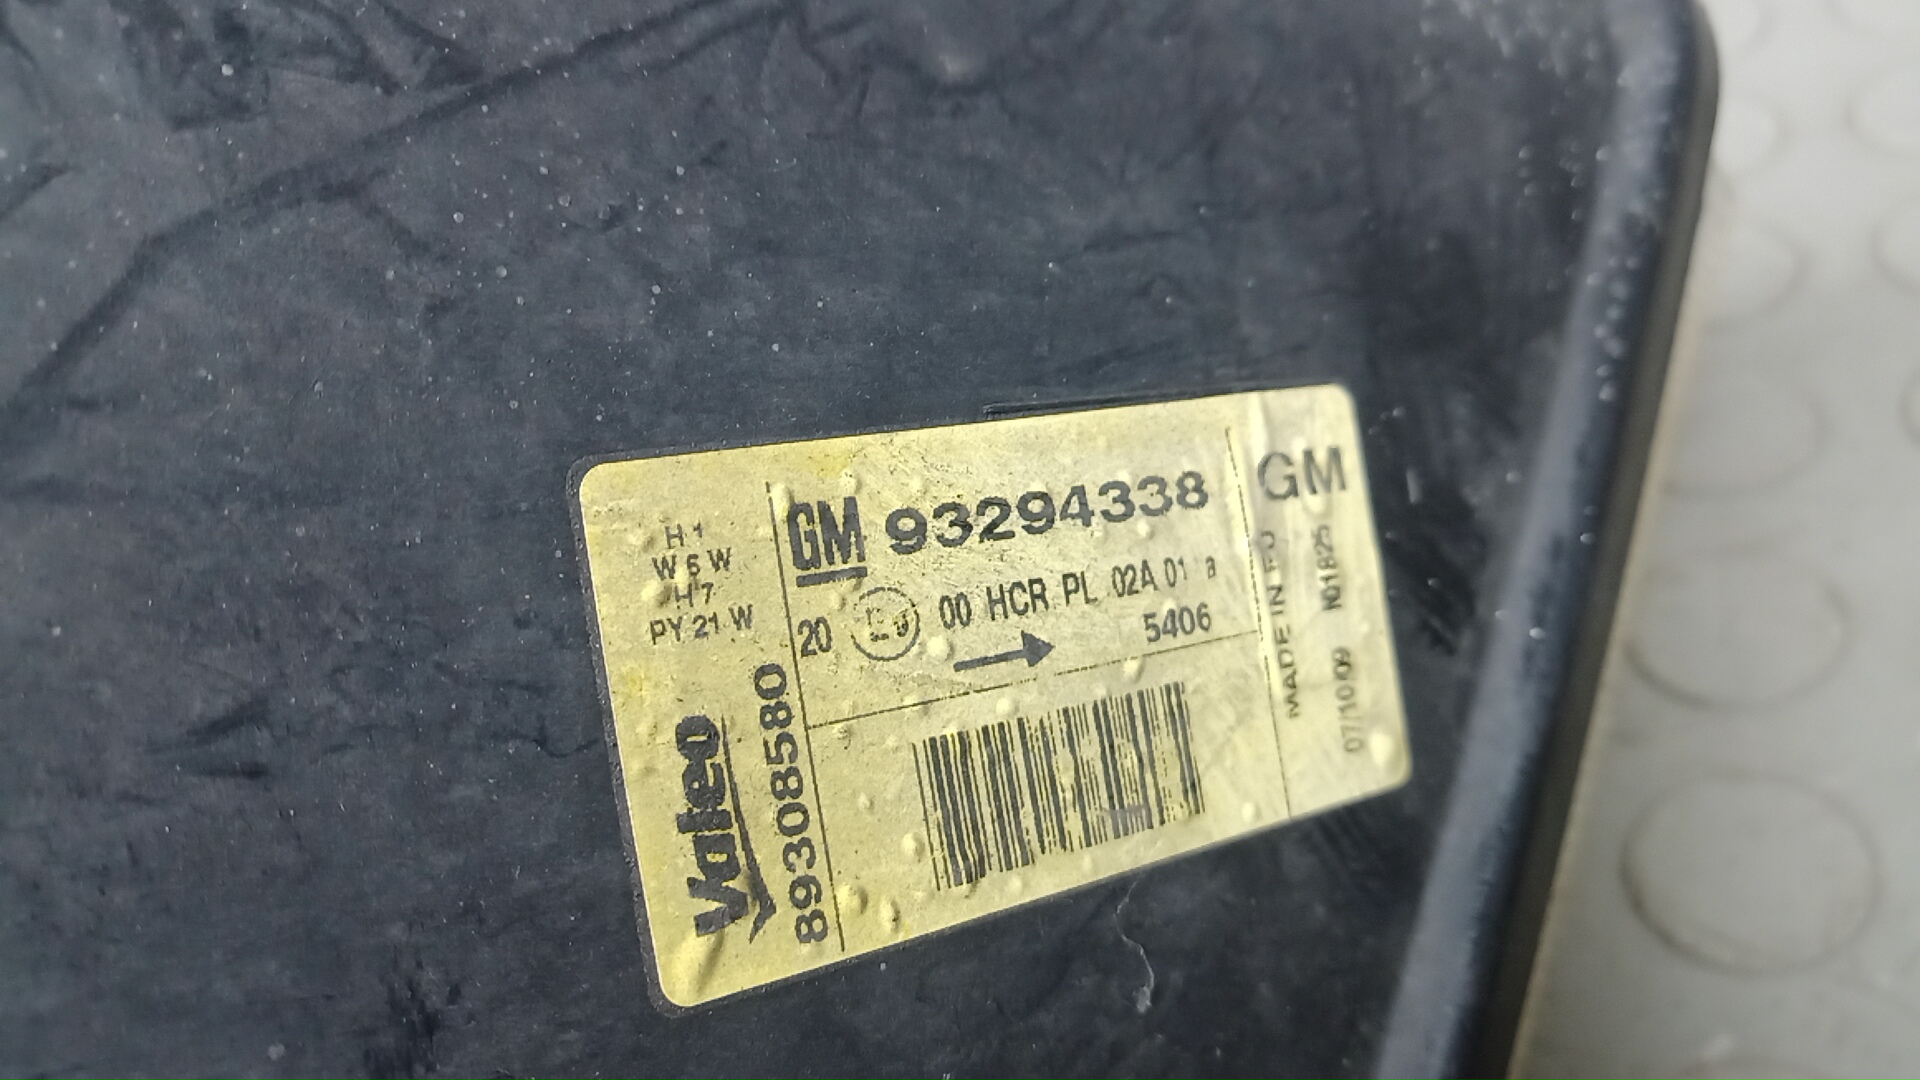 H1
W5W
H7
PY 21 W
Valeo
89308580
GM 93294338
20 E9 00 HCR PL 02A 01 a
5406
GM
MADE IN
N01825
07/10/09